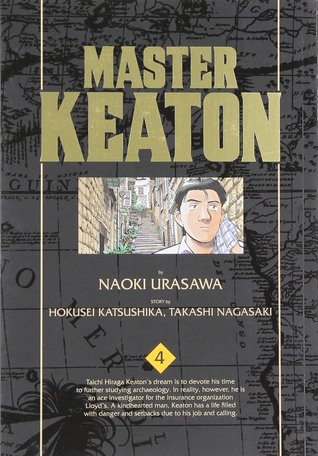 MASTER
KEATON
by
NAOKI URASAWA
STORY by
HOKUSEI KATSUSHIKA, TAKASHI NAGASAKI
4
Taichi Hiraga Keaton's dream is to devote his time
to further studying archaeology. In reality, however, he is
an ace investigator for the insurance organization
Lloyd's. A kindhearted man, Keaton has a life filled
with danger and setbacks due to his job and calling.